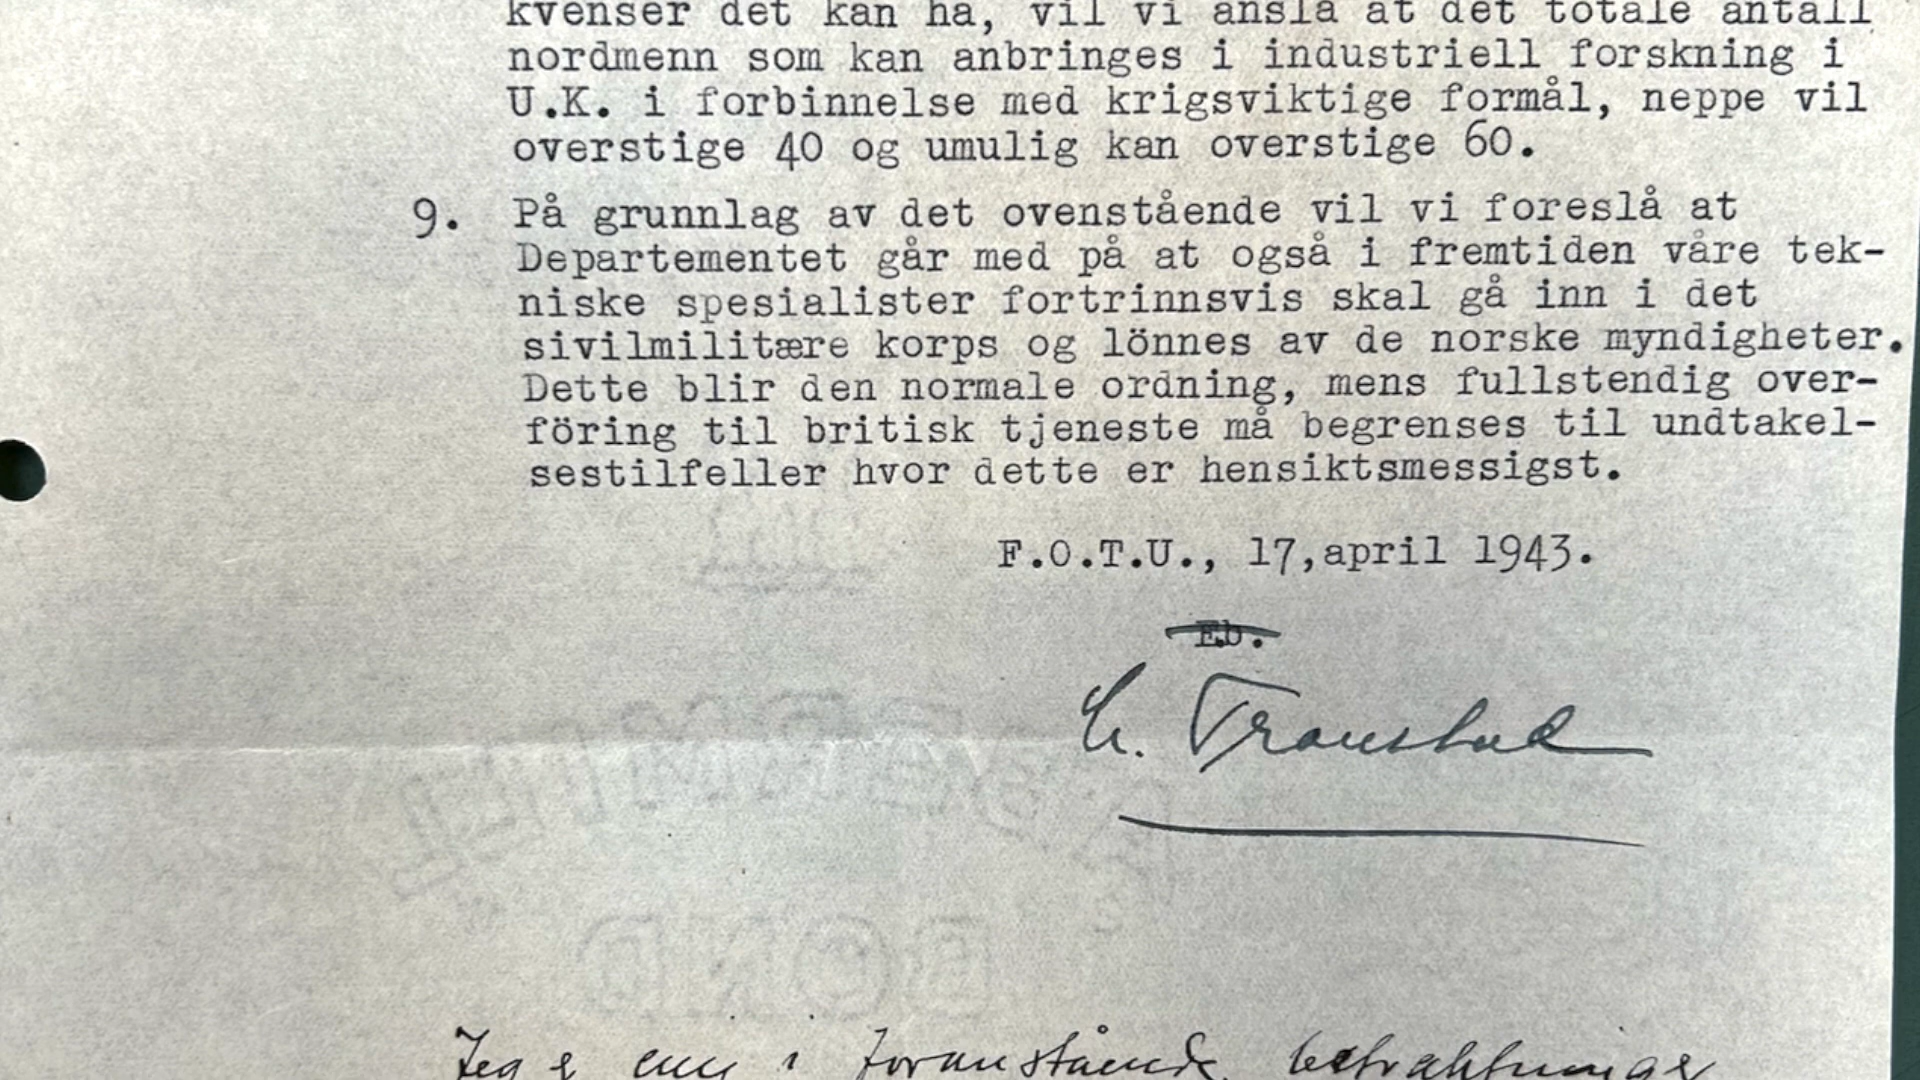 kvenser det kan ha, vil vi anslå at det totale antall
nordmenn som kan anbringes i industriell forskning i
U.K. i forbinnelse med krigsviktige formål, neppe vil
overstige 40 og umulig kan overstige 60.
9. På grunnlag av det ovenstående vil vi foreslå at
Departementet går med på at også i fremtiden våre tek-
niske spesialister fortrinnsvis skal gå inn i det
sivilmilitære korps og lönnes av de norske myndigheter.
Dette blir den normale ordning, mens fullstendig over-
föring til britisk tjeneste må begrenses til undtakel-
sestilfeller hvor dette er hensiktsmessigst.
F.O.T.U., 17,april 1943.
Eb.
L. Tronstad
Jeg er enig i foranstående betraktninger